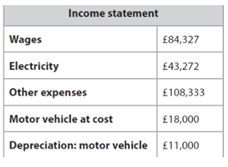 Income statement
Wages £84,327
Electricity £43,272
Other expenses £108,333
Motor vehicle at cost £18,000
Depreciation: motor vehicle £11,000